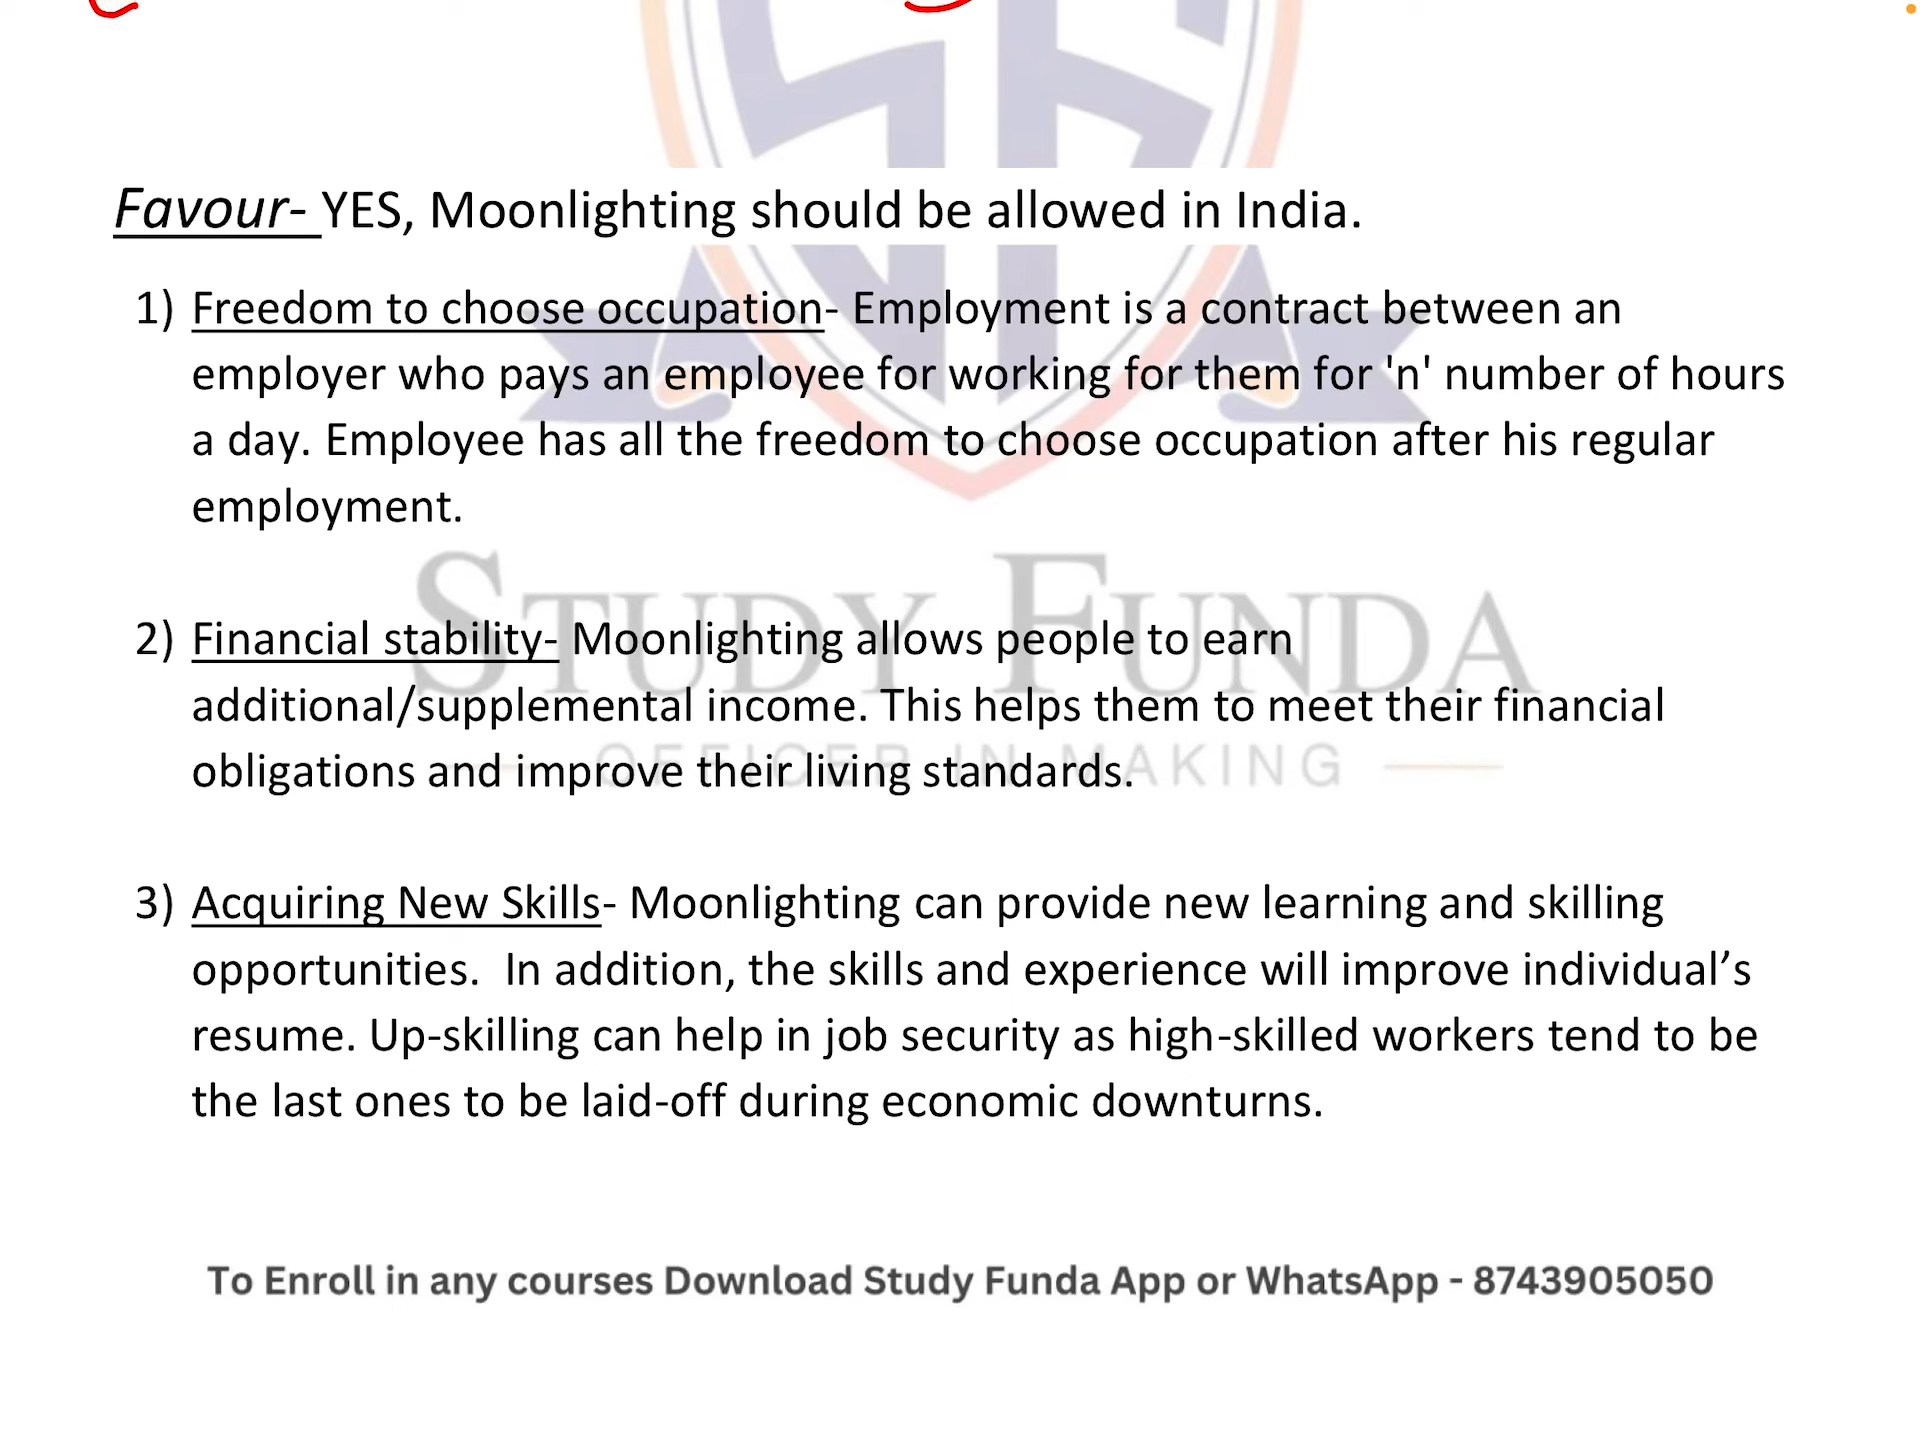 Favour- YES, Moonlighting should be allowed in India.
1) Freedom to choose occupation- Employment is a contract between an
employer who pays an employee for working for them for 'n' number of hours
a day. Employee has all the freedom to choose occupation after his regular
employment.
STUDY FUNDA
2) Financial stability- Moonlighting allows people to earn
additional/supplemental income. This helps them to meet their financial
OFFICER IN MAKING
obligations and improve their living standards.
3) Acquiring New Skills- Moonlighting can provide new learning and skilling
opportunities.  In addition, the skills and experience will improve individual’s
resume. Up-skilling can help in job security as high-skilled workers tend to be
the last ones to be laid-off during economic downturns.
To Enroll in any courses Download Study Funda App or WhatsApp - 8743905050